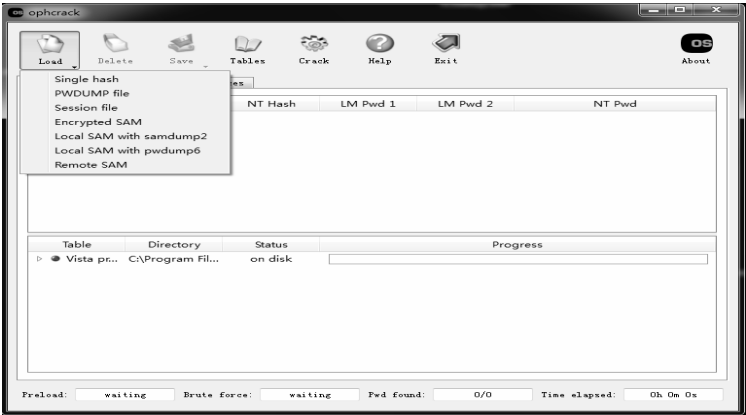 ophcrack
Load Delete Save Tables Crack Help Exit OS About
Single hash
PWDUMP file
Session file
Encrypted SAM
Local SAM with samdump2
Local SAM with pwdump6
Remote SAM
NT Hash LM Pwd 1 LM Pwd 2 NT Pwd
Table Directory Status Progress
Vista pr... C:\Program Fil... on disk
Preload: waiting Brute force: waiting Pwd found: 0/0 Time elapsed: 0h 0m 0s